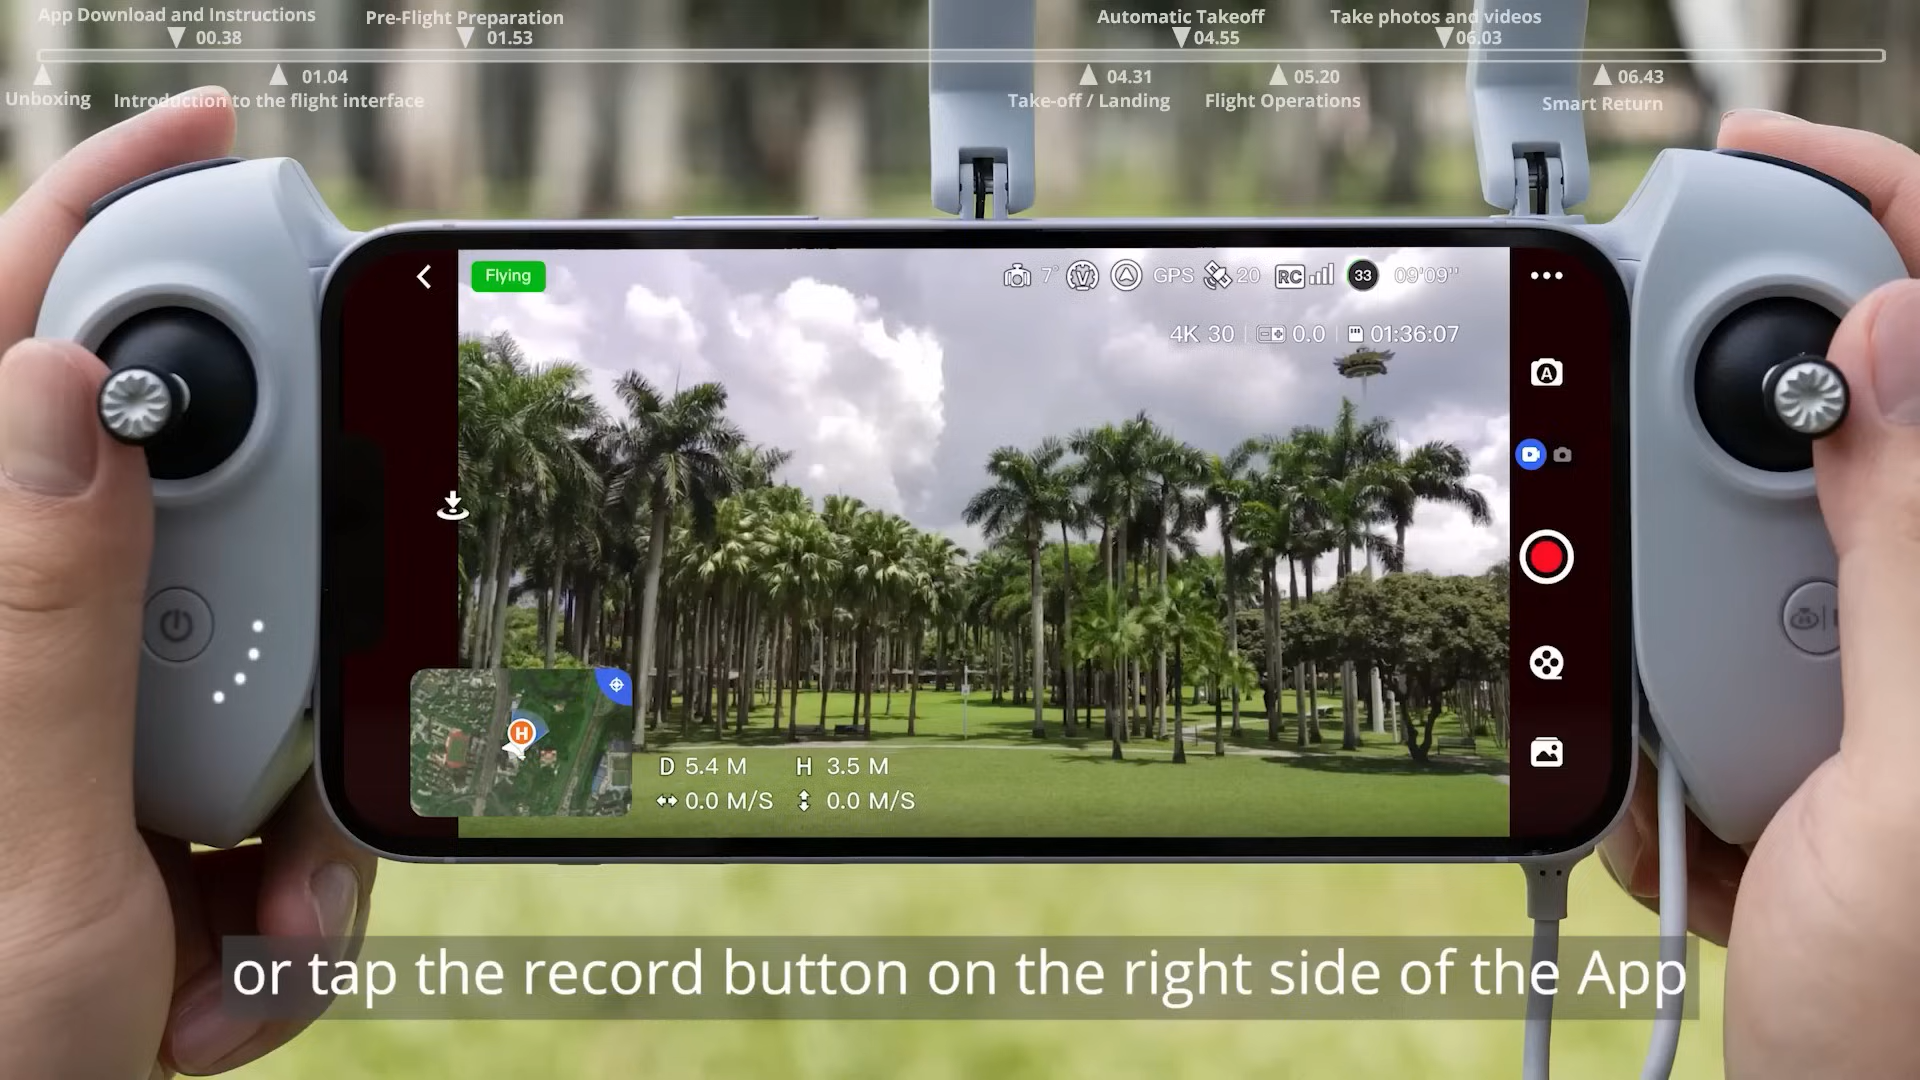 App Download and Instructions
00.38
Pre-Flight Preparation
01.53
Automatic Takeoff
04.55
Take photos and videos
06.03
Unboxing
01.04
Introduction to the flight interface
04.31
Take-off / Landing
05.20
Flight Operations
06.43
Smart Return
Flying
7°
V
GPS
20
RC
33
09'09''
4K 30
0.0
01:36:07
A
H
D 5.4 M
H 3.5 M
0.0 M/S
0.0 M/S
or tap the record button on the right side of the App